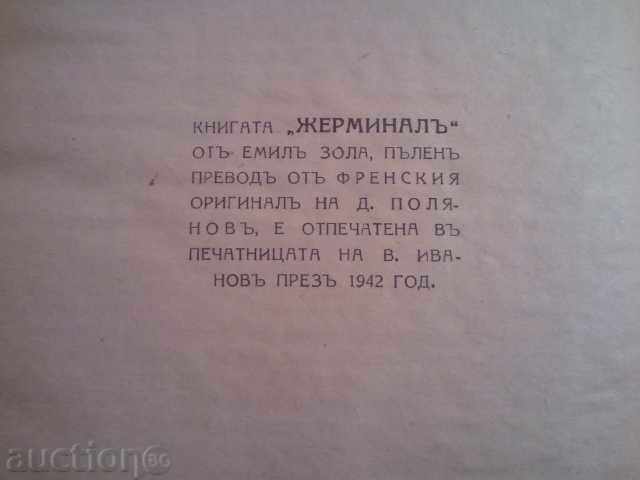 КНИГАТА „ЖЕРМИНАЛЪ“
ОТЪ ЕМИЛЪ ЗОЛА, ПЪЛЕНЪ
ПРЕВОДЪ ОТЪ ФРЕНСКИЯ
ОРИГИНАЛЪ НА Д. ПОЛЯ-
НОВЪ, Е ОТПЕЧАТЕНА ВЪ
ПЕЧАТНИЦАТА НА В. ИВА-
НОВЪ ПРЕЗЪ 1942 ГОД.
auction BG